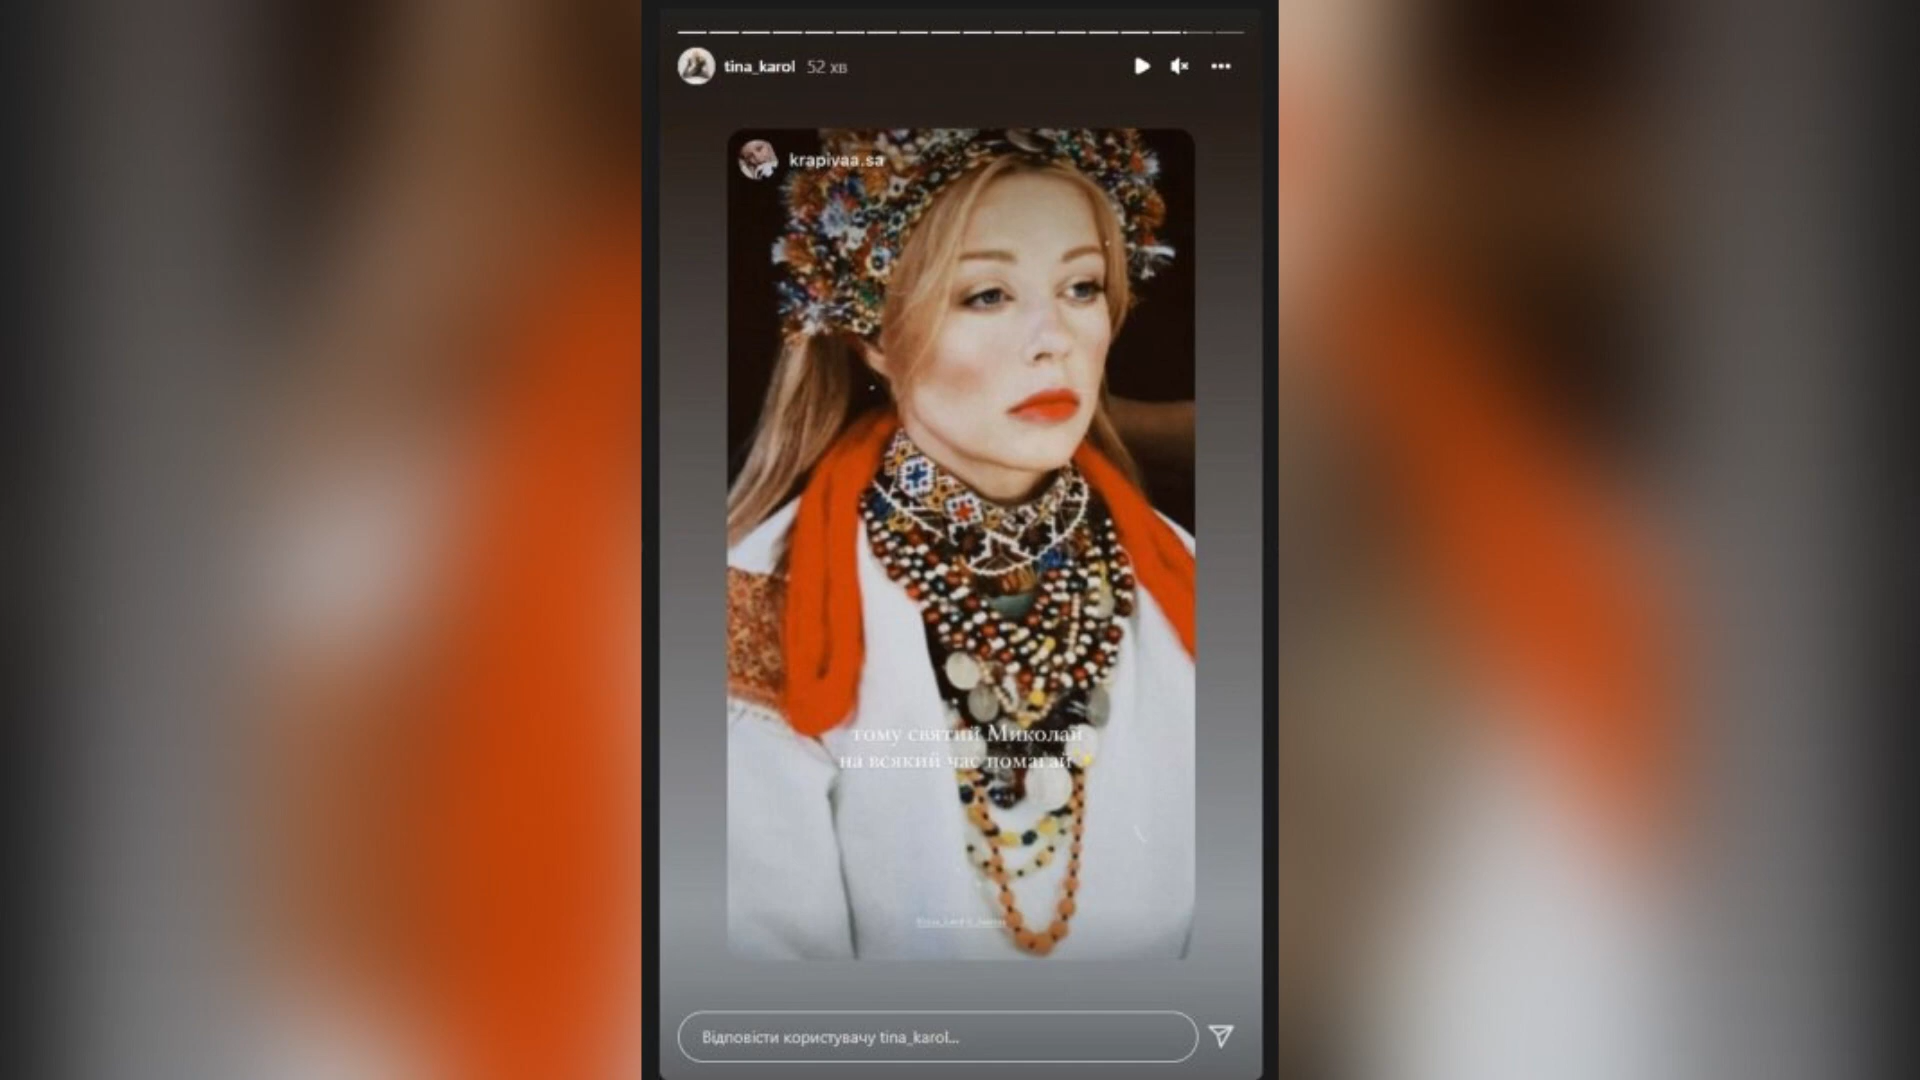 tina_karol 52 хв
krapivaa.sa
тому святий Миколай
на всякий час помагай
Відповісти користувачу tina_karol...